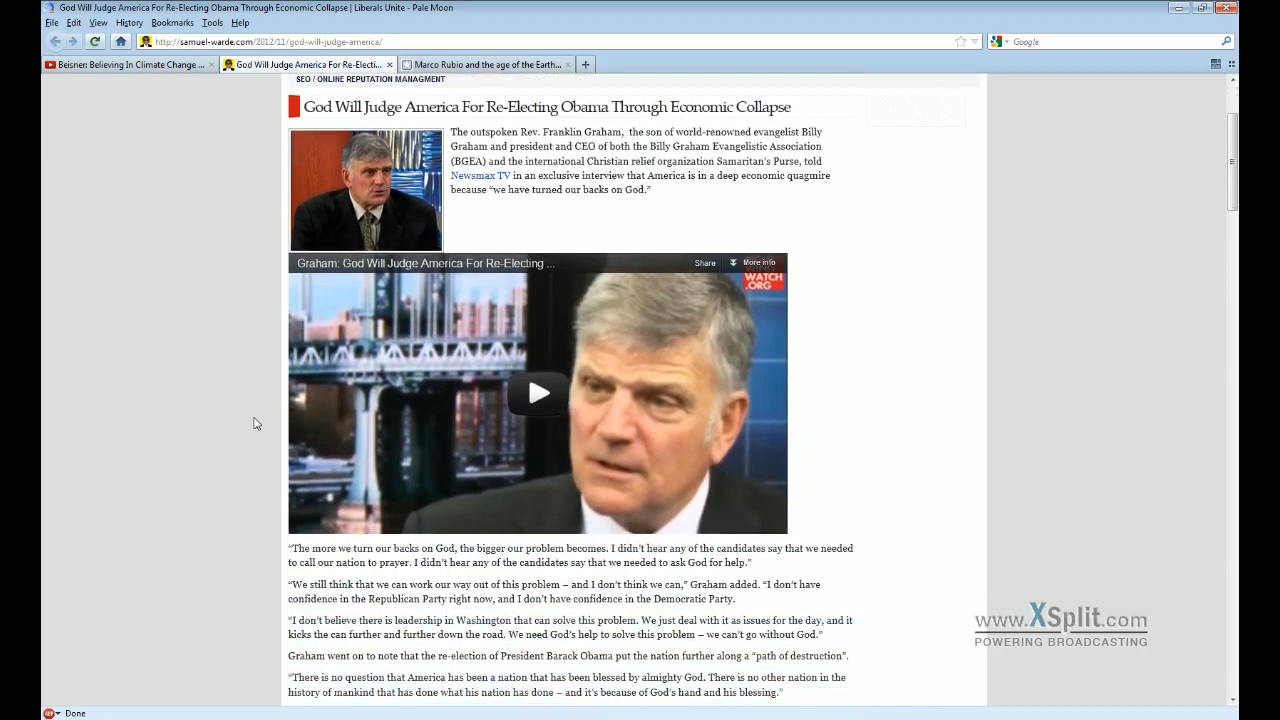 God Will Judge America For Re-Electing Obama Through Economic Collapse | Liberals Unite - Pale Moon
File Edit View History Bookmarks Tools Help
http://samuel-warde.com/2012/11/god-will-judge-america/
Google
Beisner: Believing In Climate Change ...
God Will Judge America For Re-Electi...
Marco Rubio and the age of the Earth...
SEO / ONLINE REPUTATION MANAGMENT
God Will Judge America For Re-Electing Obama Through Economic Collapse
The outspoken Rev. Franklin Graham, the son of world-renowned evangelist Billy
Graham and president and CEO of both the Billy Graham Evangelistic Association
(BGEA) and the international Christian relief organization Samaritan's Purse, told
Newsmax TV in an exclusive interview that America is in a deep economic quagmire
because “we have turned our backs on God.”
Graham: God Will Judge America For Re-Electing ...
Share
More info
WATCH.ORG
“The more we turn our backs on God, the bigger our problem becomes. I didn't hear any of the candidates say that we needed
to call our nation to prayer. I didn't hear any of the candidates say that we needed to ask God for help.”
“We still think that we can work our way out of this problem – and I don't think we can,” Graham added. “I don't have
confidence in the Republican Party right now, and I don't have confidence in the Democratic Party.
“I don't believe there is leadership in Washington that can solve this problem. We just deal with it as issues for the day, and it
kicks the can further and further down the road. We need God's help to solve this problem – we can't go without God.”
Graham went on to note that the re-election of President Barack Obama put the nation further along a “path of destruction”.
“There is no question that America has been a nation that has been blessed by almighty God. There is no other nation in the
history of mankind that has done what his nation has done – and it's because of God's hand and his blessing.”
www.XSplit.com
POWERING BROADCASTING
ABP
Done